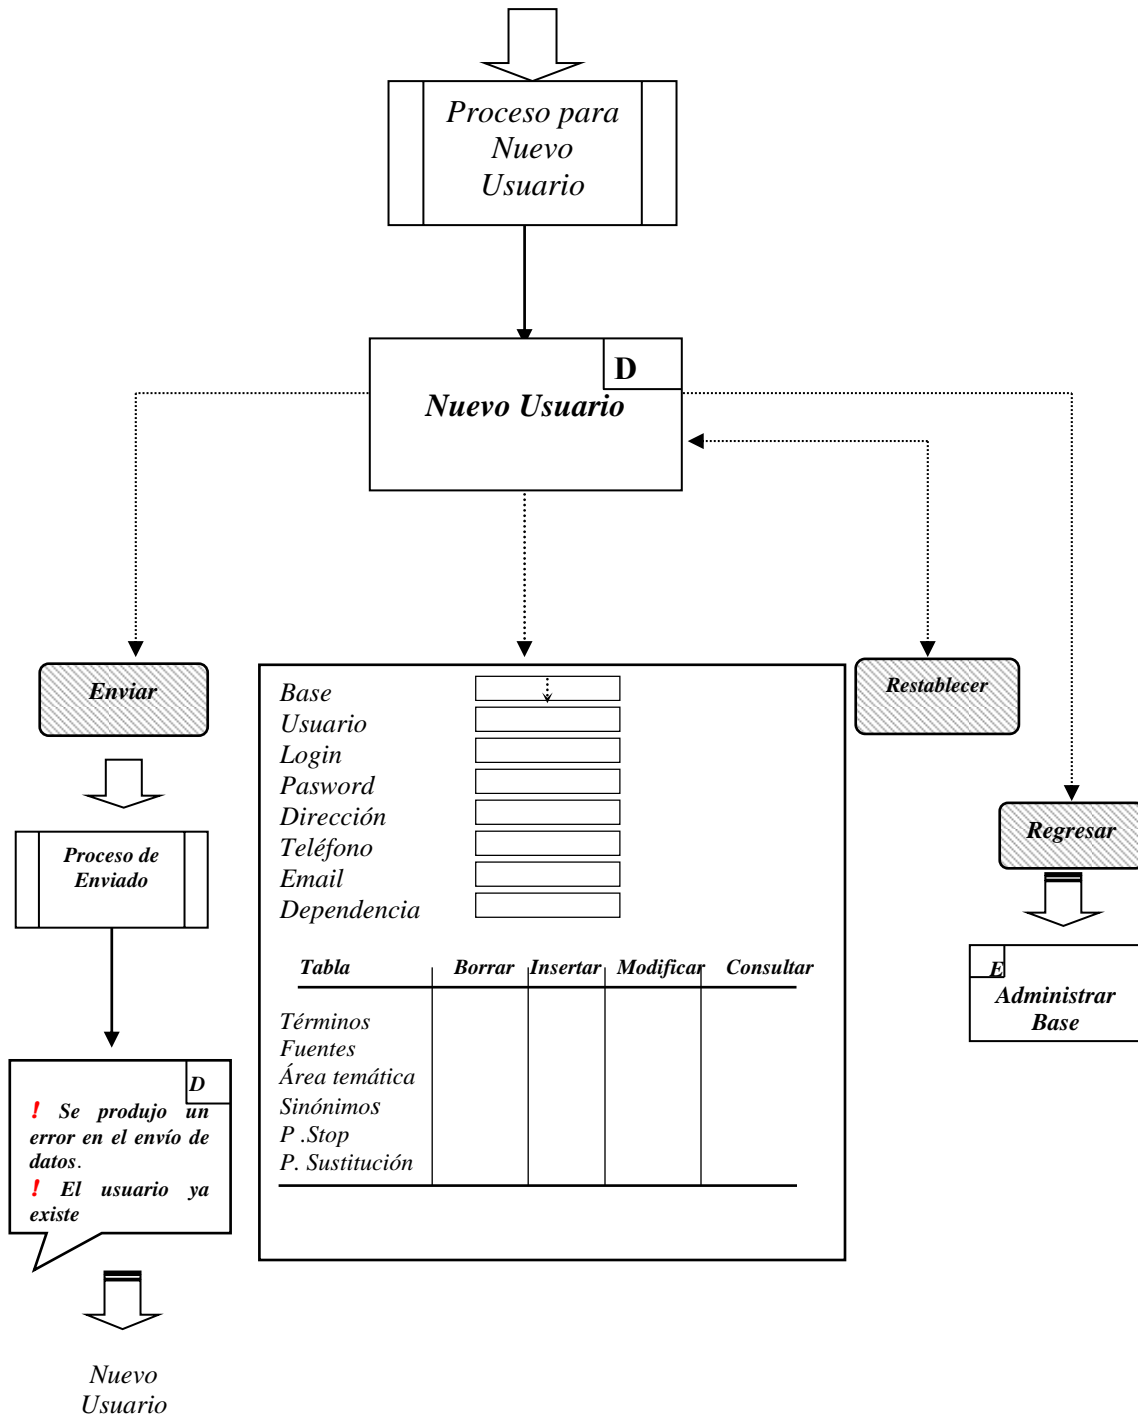 Proceso para
Nuevo
Usuario
D
Nuevo Usuario
Enviar
Restablecer
Regresar
Proceso de
Enviado
Base
Usuario
Login
Pasword
Dirección
Teléfono
Email
Dependencia
Tabla Borrar Insertar Modificar Consultar
Términos
Fuentes
Área temática
Sinónimos
P .Stop
P. Sustitución
E
Administrar
Base
D
! Se produjo un
error en el envío de
datos.
! El usuario ya
existe
Nuevo
Usuario